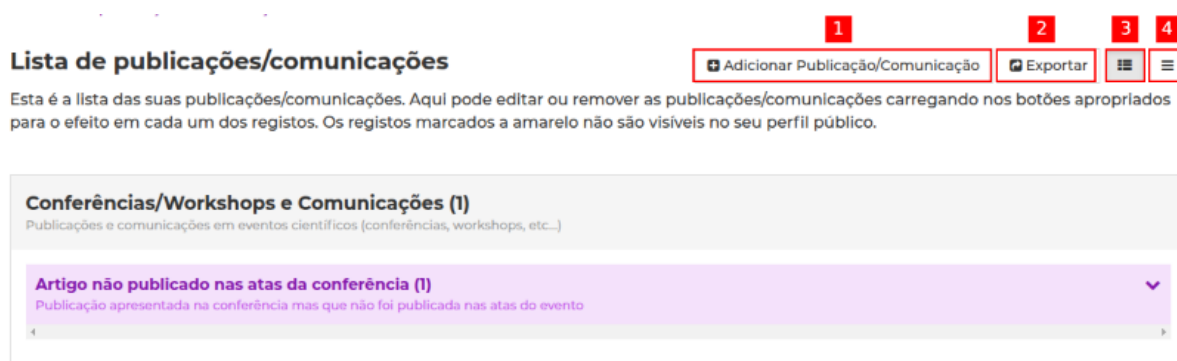 1 2 3 4
Lista de publicações/comunicações
Adicionar Publicação/Comunicação Exportar
Esta é a lista das suas publicações/comunicações. Aqui pode editar ou remover as publicações/comunicações carregando nos botões apropriados
para o efeito em cada um dos registos. Os registos marcados a amarelo não são visíveis no seu perfil público.
Conferências/Workshops e Comunicações (1)
Publicações e comunicações em eventos científicos (conferências, workshops, etc...)
Artigo não publicado nas atas da conferência (1)
Publicação apresentada na conferência mas que não foi publicada nas atas do evento